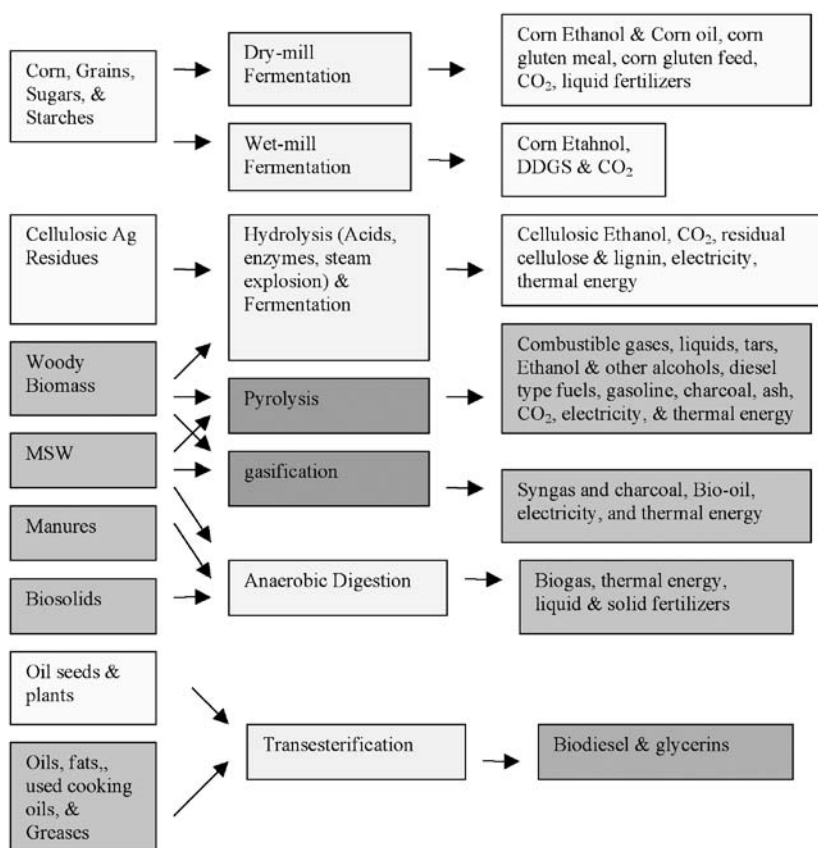 Corn, Grains,
Sugars, &
Starches
Dry-mill
Fermentation
Corn Ethanol & Corn oil, corn
gluten meal, corn gluten feed,
CO₂, liquid fertilizers
Wet-mill
Fermentation
Corn Etahnol,
DDGS & CO₂
Cellulosic Ag
Residues
Hydrolysis (Acids,
enzymes, steam
explosion) &
Fermentation
Cellulosic Ethanol, CO₂, residual
cellulose & lignin, electricity,
thermal energy
Woody
Biomass
Pyrolysis
Combustible gases, liquids, tars,
Ethanol & other alcohols, diesel
type fuels, gasoline, charcoal, ash,
CO₂, electricity, & thermal energy
MSW
gasification
Syngas and charcoal, Bio-oil,
electricity, and thermal energy
Manures
Biosolids
Anaerobic Digestion
Biogas, thermal energy,
liquid & solid fertilizers
Oil seeds &
plants
Oils, fats,,
used cooking
oils, &
Greases
Transesterification
Biodiesel & glycerins